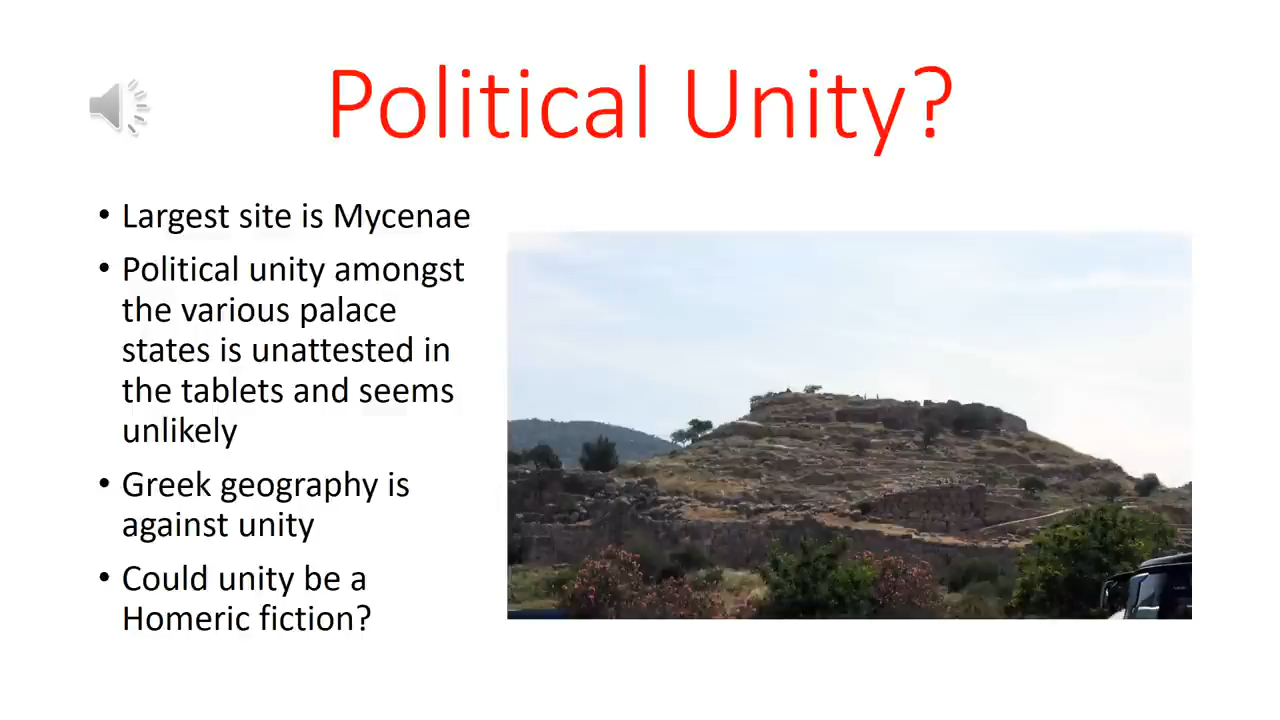 Political Unity?
• Largest site is Mycenae
• Political unity amongst
the various palace
states is unattested in
the tablets and seems
unlikely
• Greek geography is
against unity
• Could unity be a
Homeric fiction?